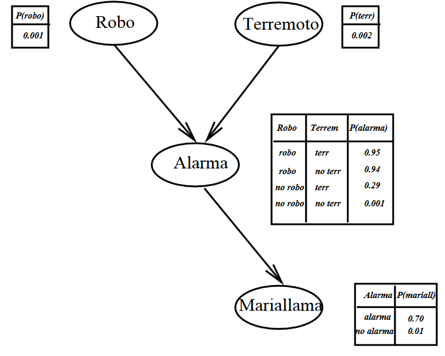 P(robo)
0.001
Robo
Terremoto
P(terr)
0.002
Alarma
Robo Terrem P(alarma)
robo terr 0.95
robo no terr 0.94
no robo terr 0.29
no robo no terr 0.001
Mariallama
Alarma P(mariall)
alarma 0.70
no alarma 0.01